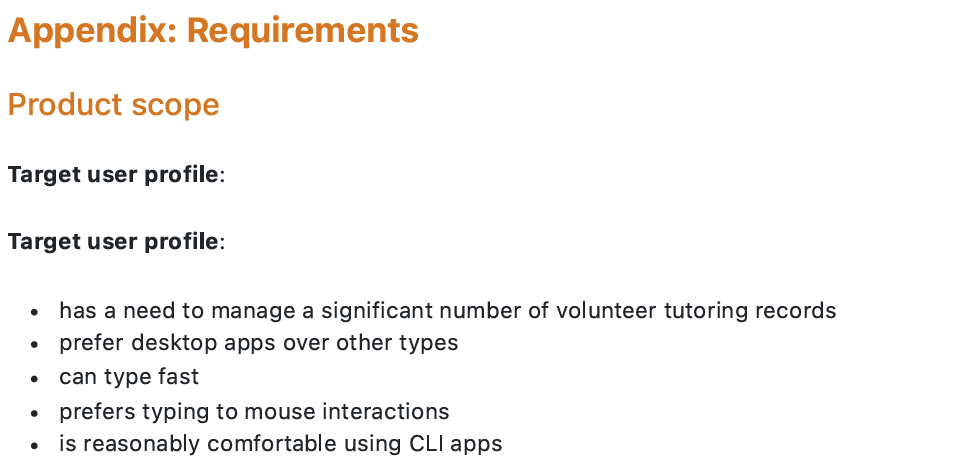 Appendix: Requirements
Product scope
Target user profile:
Target user profile:
• has a need to manage a significant number of volunteer tutoring records
• prefer desktop apps over other types
• can type fast
• prefers typing to mouse interactions
• is reasonably comfortable using CLI apps